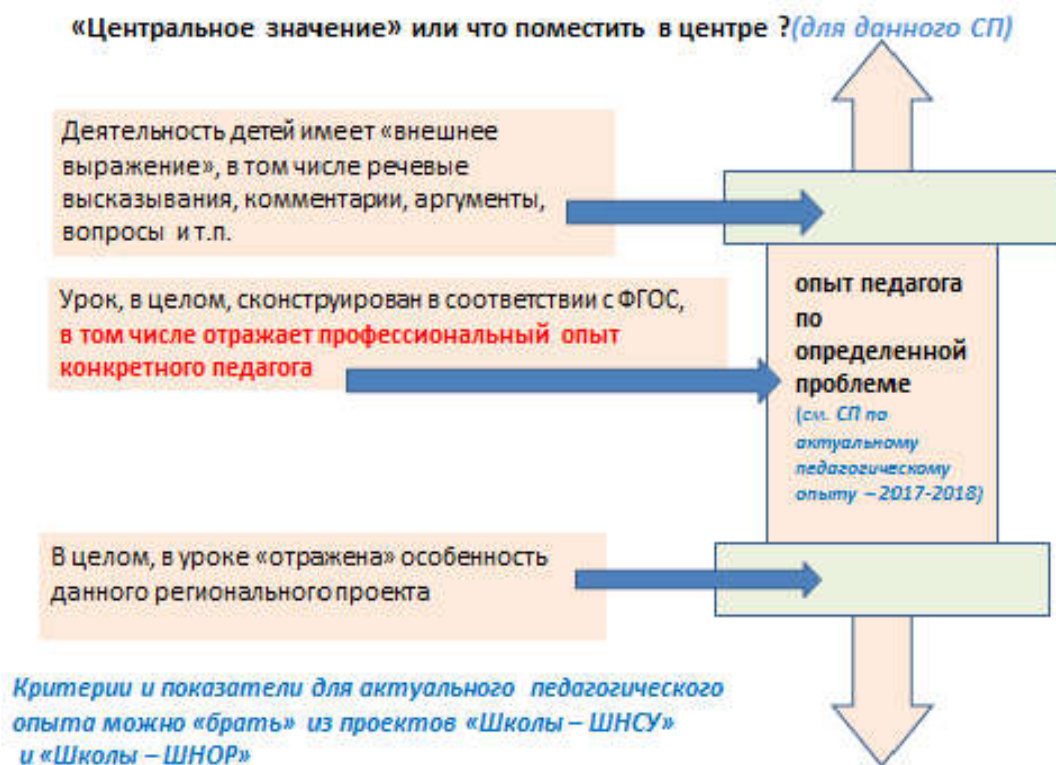 «Центральное значение» или что поместить в центре ?(для данного СП)
Деятельность детей имеет «внешнее
выражение», в том числе речевые
высказывания, комментарии, аргументы,
вопросы и т.п.
Урок, в целом, сконструирован в соответствии с ФГОС,
в том числе отражает профессиональный опыт
конкретного педагога
опыт педагога
по
определенной
проблеме
(см. СП по
актуальному
педагогическому
опыту – 2017-2018)
В целом, в уроке «отражена» особенность
данного регионального проекта
Критерии и показатели для актуального педагогического
опыта можно «брать» из проектов «Школы – ШНСУ»
и «Школы – ШНОР»